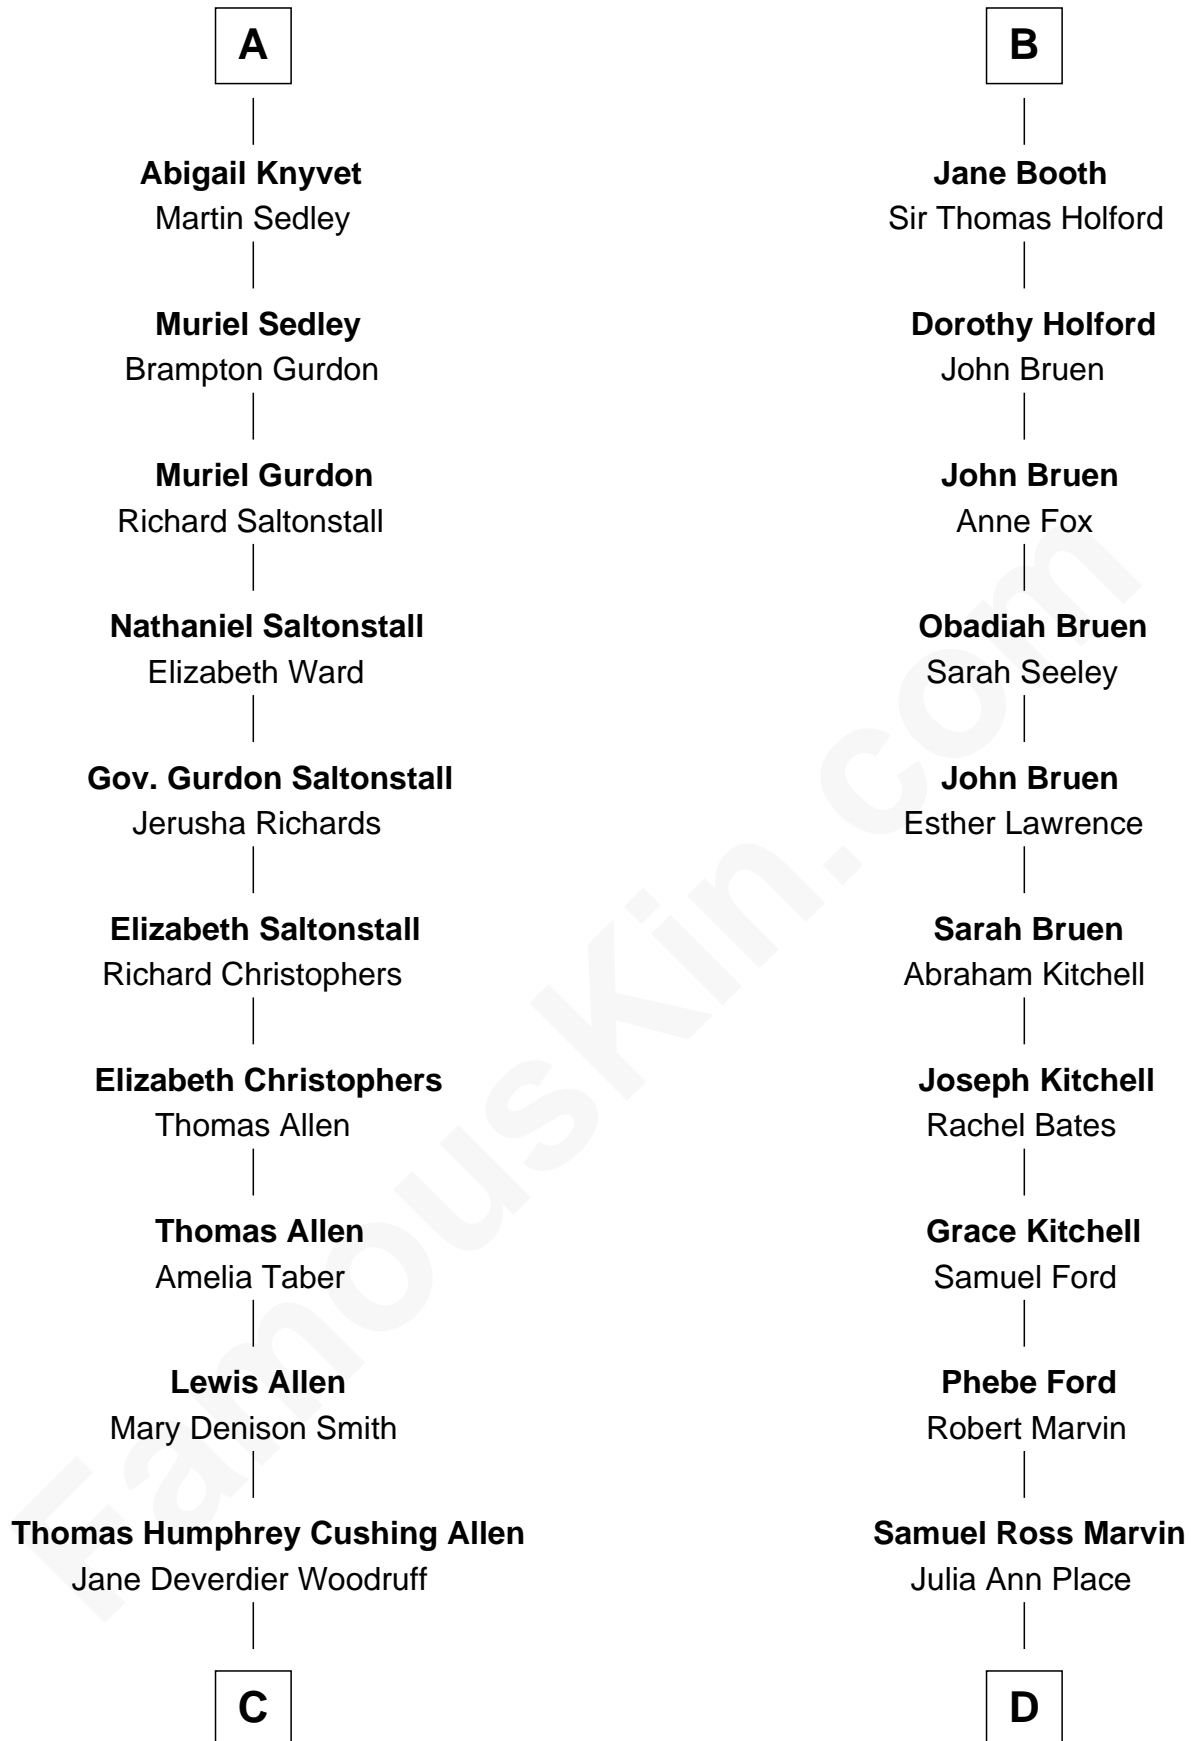 A
Abigail Knyvet
Martin Sedley
Muriel Sedley
Brampton Gurdon
Muriel Gurdon
Richard Saltonstall
Nathaniel Saltonstall
Elizabeth Ward
Gov. Gurdon Saltonstall
Jerusha Richards
Elizabeth Saltonstall
Richard Christophers
Elizabeth Christophers
Thomas Allen
Thomas Allen
Amelia Taber
Lewis Allen
Mary Denison Smith
Thomas Humphrey Cushing Allen
Jane Deverdier Woodruff
C
B
Jane Booth
Sir Thomas Holford
Dorothy Holford
John Bruen
John Bruen
Anne Fox
Obadiah Bruen
Sarah Seeley
John Bruen
Esther Lawrence
Sarah Bruen
Abraham Kitchell
Joseph Kitchell
Rachel Bates
Grace Kitchell
Samuel Ford
Phebe Ford
Robert Marvin
Samuel Ross Marvin
Julia Ann Place
D
FamousKin.com